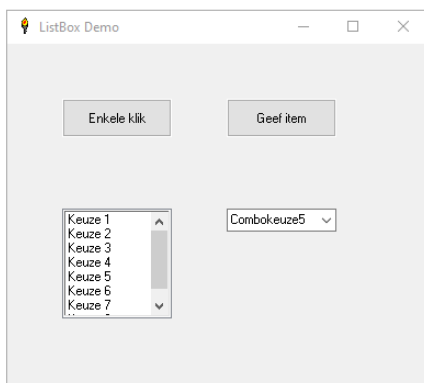 ListBox Demo
Enkele klik
Geef item
Keuze 1
Keuze 2
Keuze 3
Keuze 4
Keuze 5
Keuze 6
Keuze 7
Combokeuze5